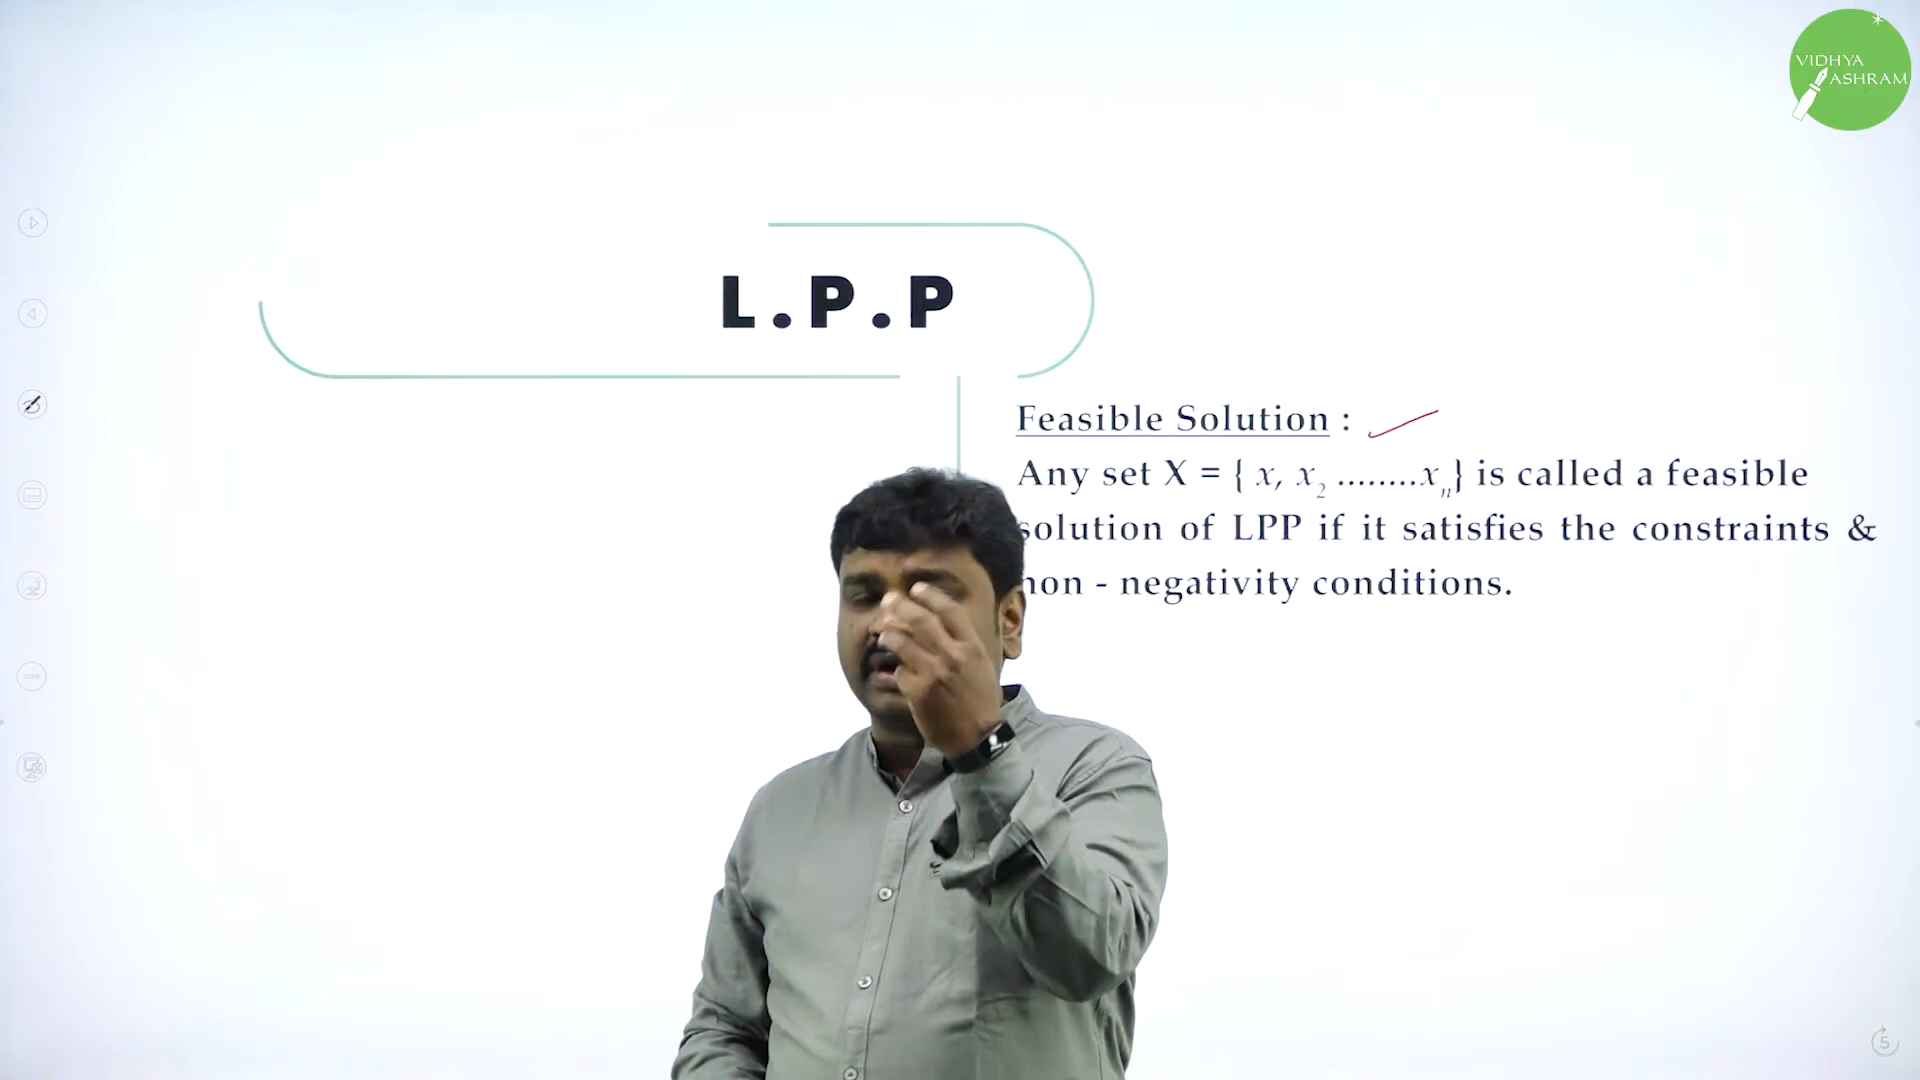 VIDHYA
ASHRAM
L.P.P
Feasible Solution :
Any set X = { x, x2 ........xn} is called a feasible
solution of LPP if it satisfies the constraints &
non - negativity conditions.
5